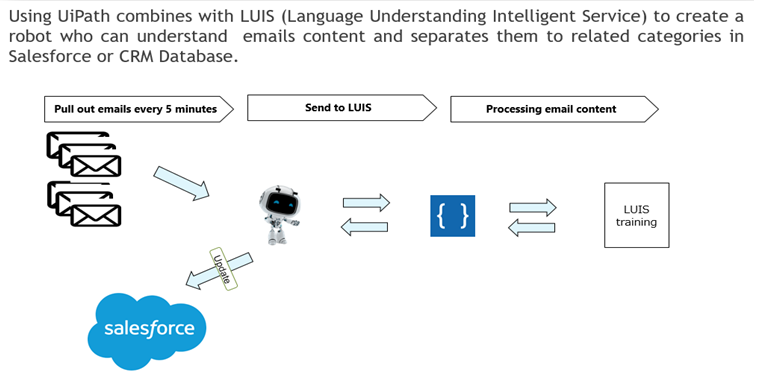 Using UiPath combines with LUIS (Language Understanding Intelligent Service) to create a
robot who can understand emails content and separates them to related categories in
Salesforce or CRM Database.
Pull out emails every 5 minutes
Send to LUIS
Processing email content
{ }
LUIS
training
Update
salesforce